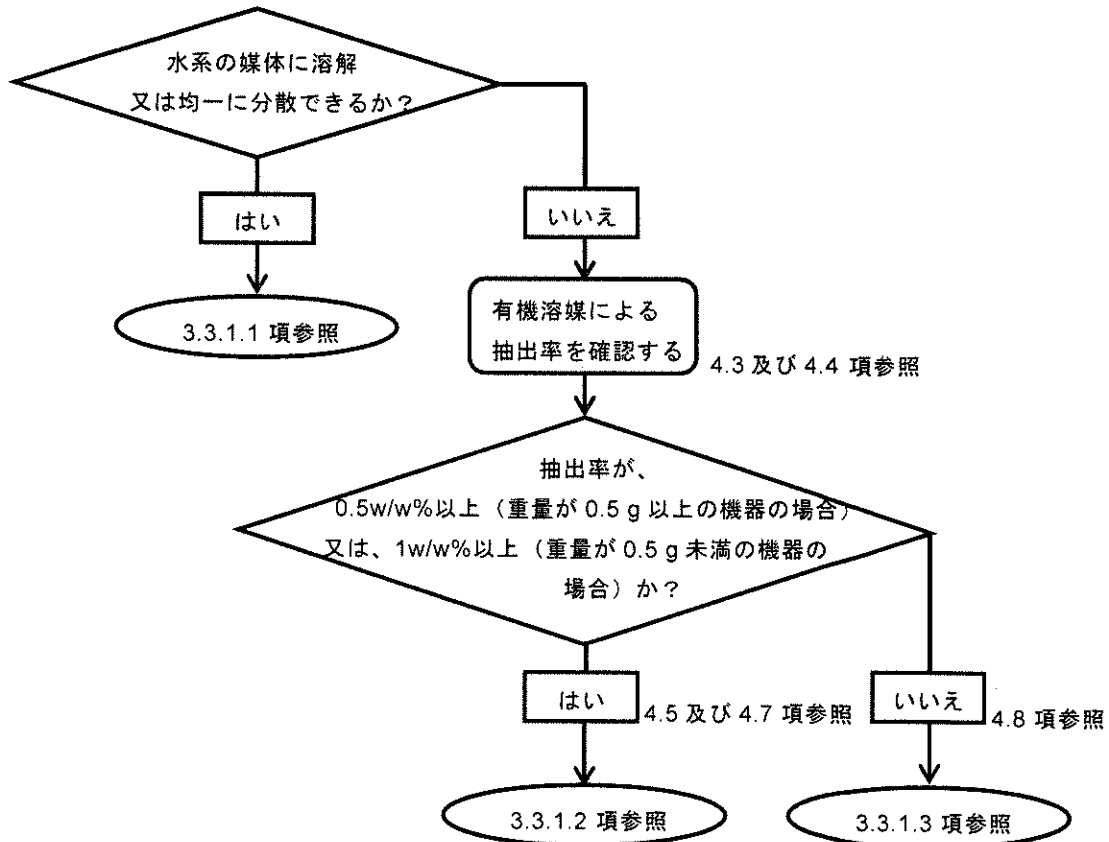 水系の媒体に溶解
又は均一に分散できるか？
はい
いいえ
3.3.1.1 項参照
有機溶媒による
抽出率を確認する
4.3 及び 4.4 項参照
抽出率が、
0.5w/w%以上（重量が 0.5 g 以上の機器の場合）
又は、1w/w%以上（重量が 0.5 g 未満の機器の
場合）か？
はい
4.5 及び 4.7 項参照
いいえ
4.8 項参照
3.3.1.2 項参照
3.3.1.3 項参照